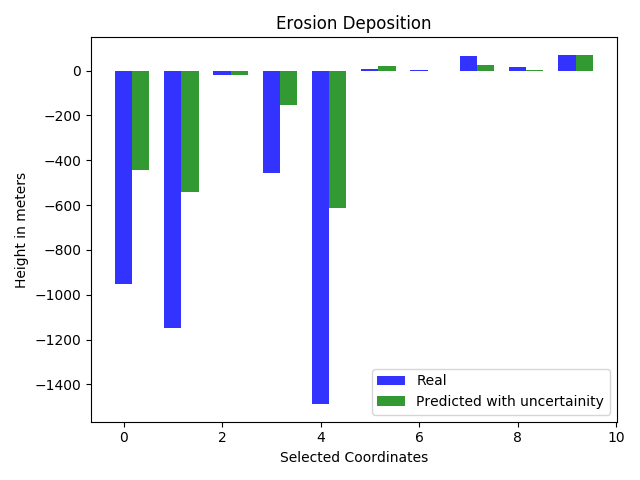 Erosion Deposition
Height in meters
0
−200
−400
−600
−800
−1000
−1200
−1400
0 2 4 6 8 10
Selected Coordinates
Real
Predicted with uncertainity